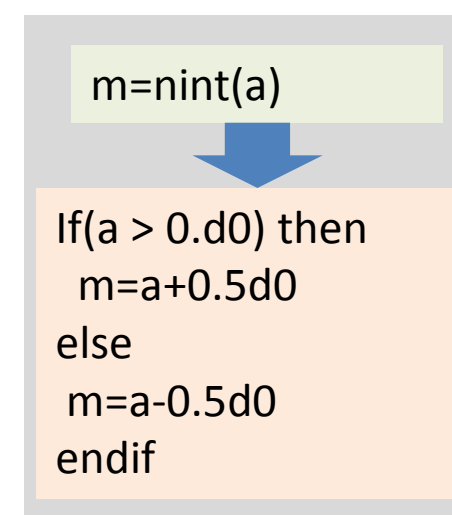 m=nint(a)
If(a > 0.d0) then
m=a+0.5d0
else
m=a-0.5d0
endif